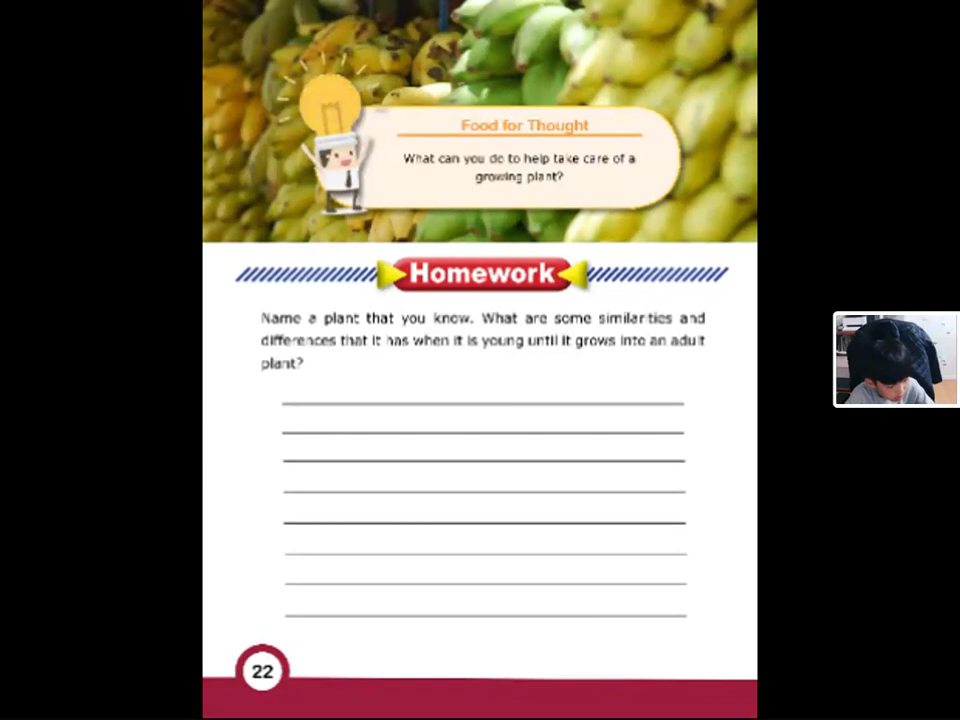 Food for Thought
What can you do to help take care of a
growing plant?
Homework
Name a plant that you know. What are some similarities and
differences that it has when it is young until it grows into an adult
plant?
22